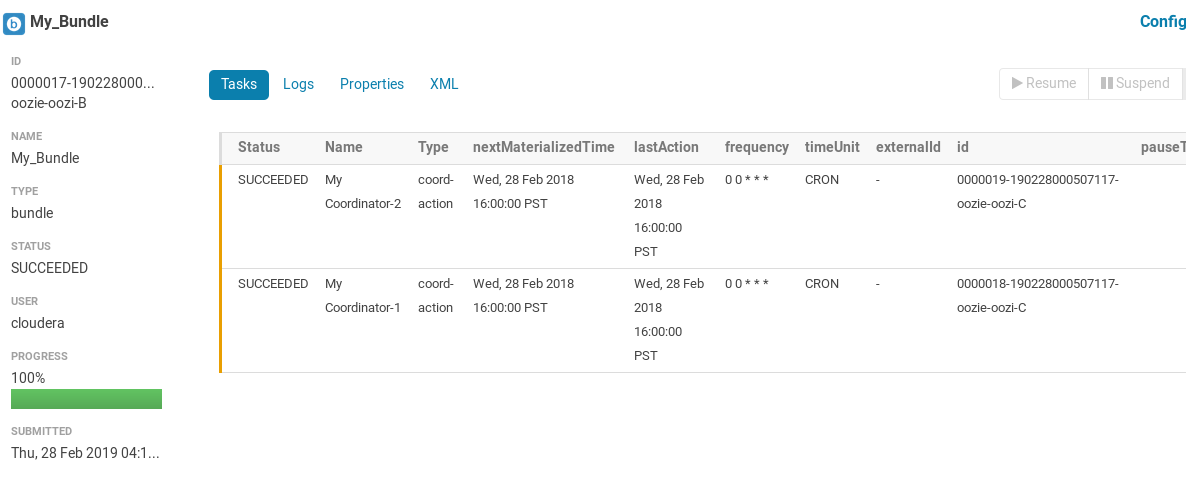 b My_Bundle
Config
ID
0000017-190228000...
oozie-oozi-B
NAME
My_Bundle
TYPE
bundle
STATUS
SUCCEEDED
USER
cloudera
PROGRESS
100%
SUBMITTED
Thu, 28 Feb 2019 04:1...
Tasks Logs Properties XML
Resume Suspend
Status Name Type nextMaterializedTime lastAction frequency timeUnit externalId id pauseT
SUCCEEDED My coord- Wed, 28 Feb 2018 Wed, 28 Feb 0 0 * * * CRON - 0000019-190228000507117-
Coordinator-2 action 16:00:00 PST 2018 oozie-oozi-C
16:00:00
PST
SUCCEEDED My coord- Wed, 28 Feb 2018 Wed, 28 Feb 0 0 * * * CRON - 0000018-190228000507117-
Coordinator-1 action 16:00:00 PST 2018 oozie-oozi-C
16:00:00
PST